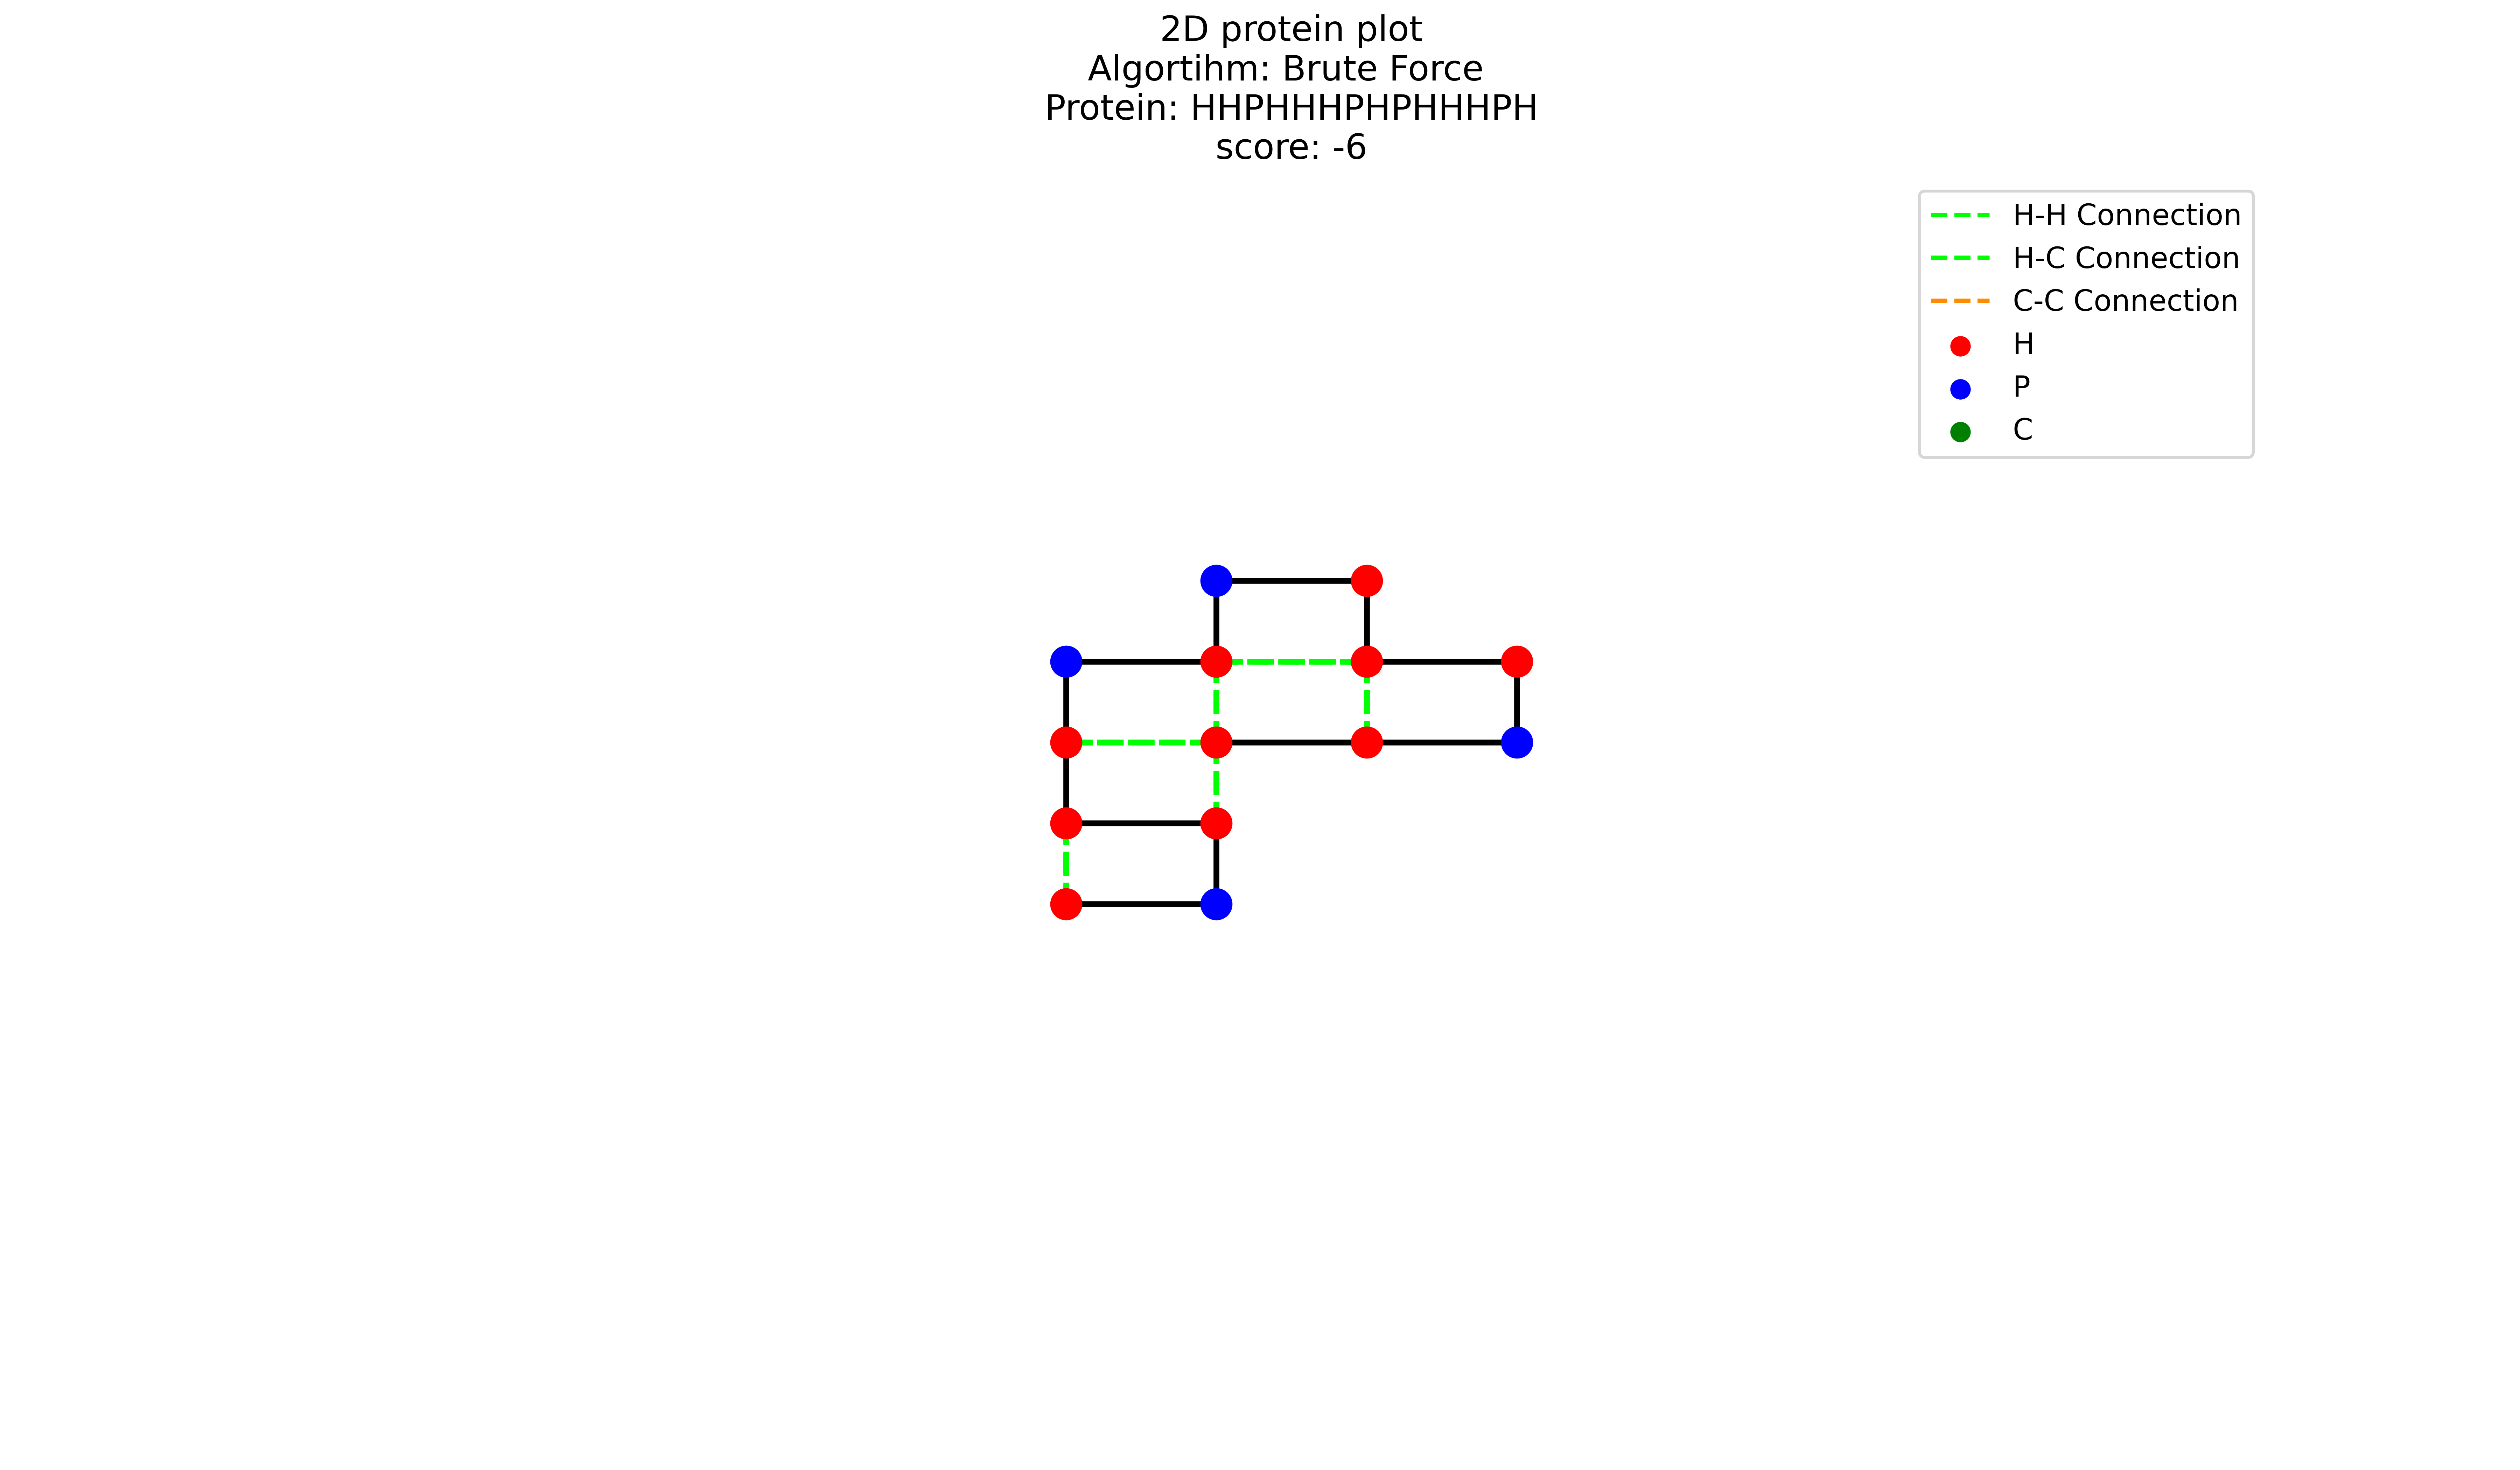 2D protein plot
Algortihm: Brute Force
Protein: HHPHHHPHPHHHPH
score: -6
H-H Connection
H-C Connection
C-C Connection
H
P
C